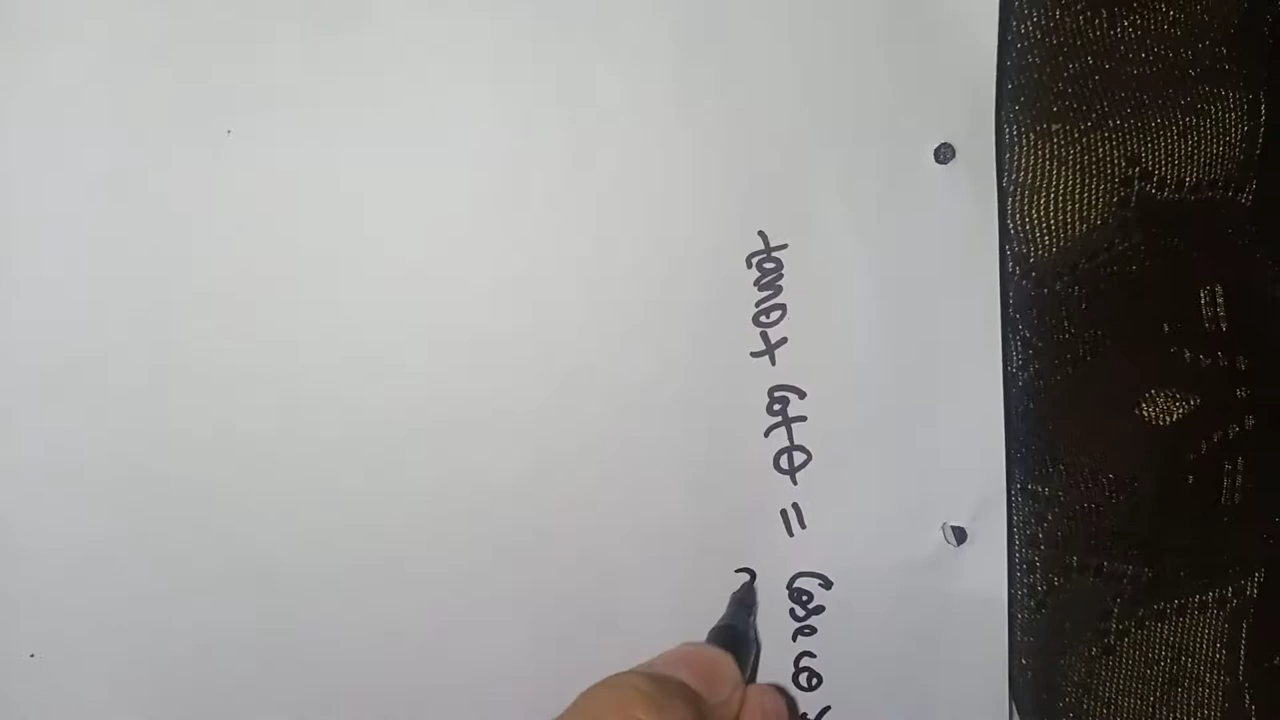 tanθ + cotθ = Cosecθ